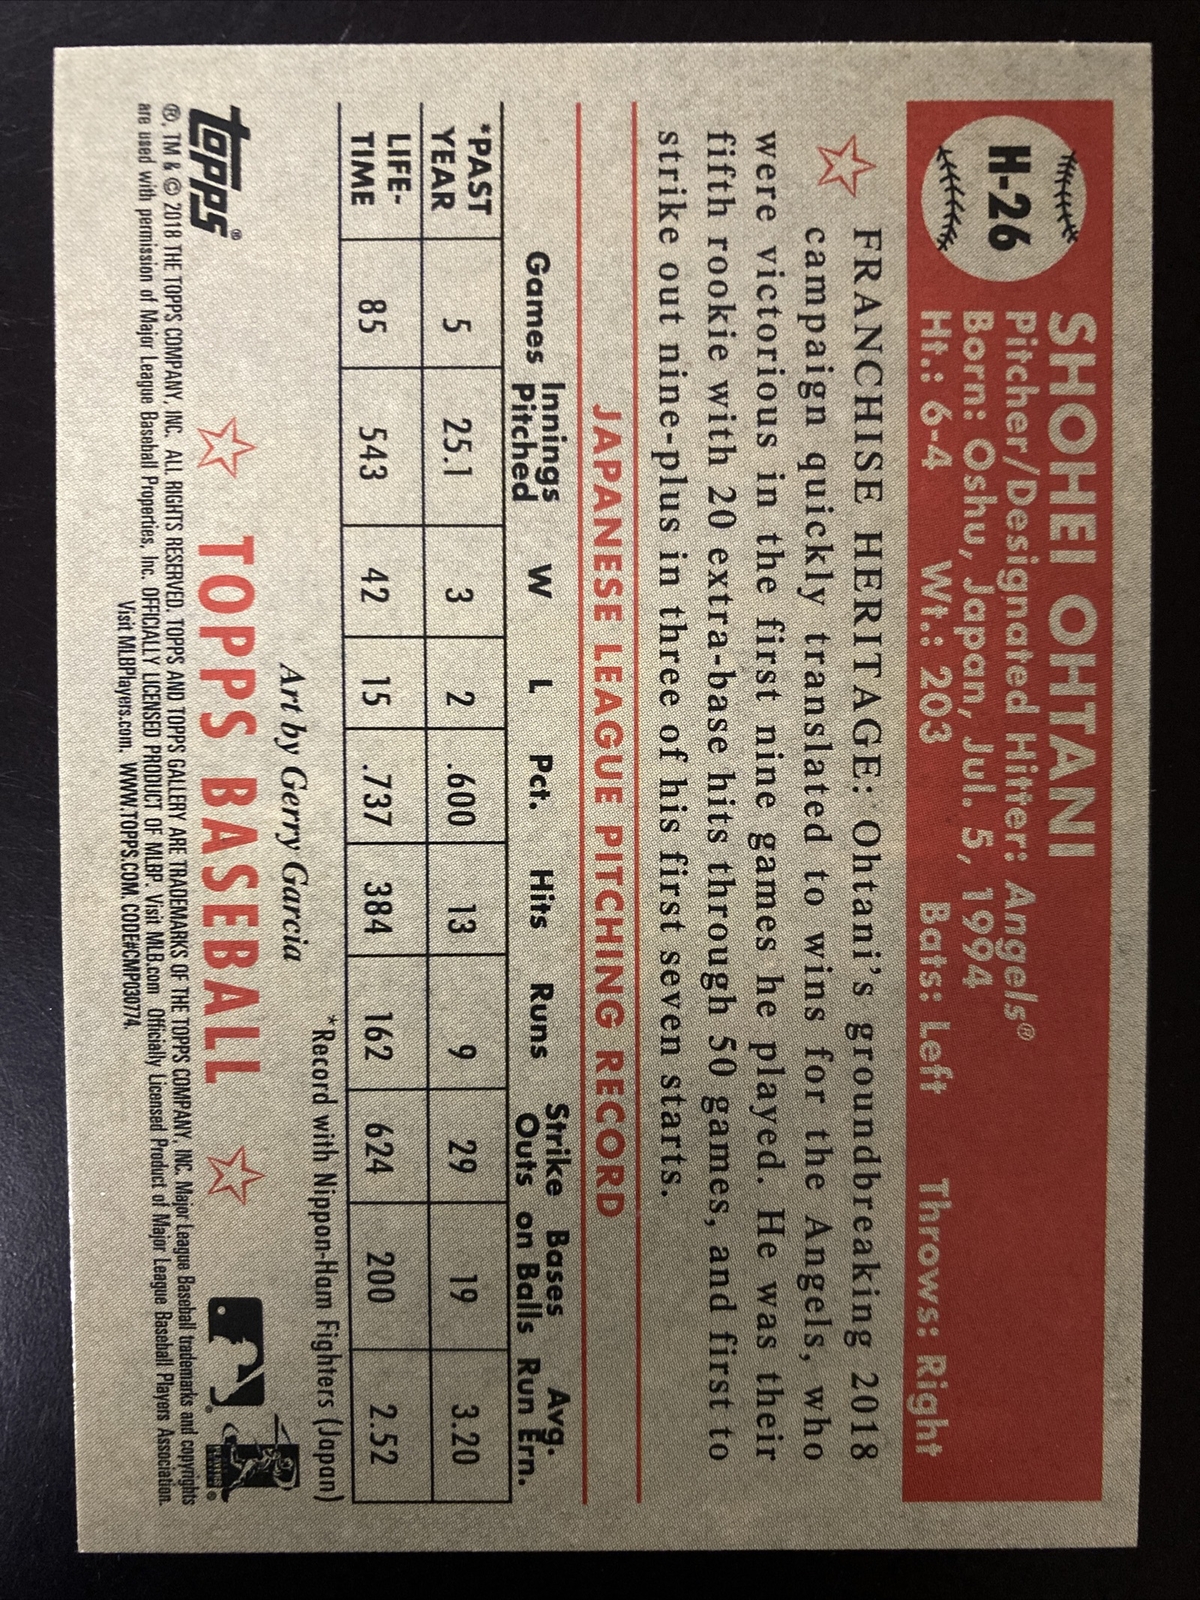 H-26
SHOHEI OHTANI
Pitcher/Designated Hitter: Angels®
Born: Oshu, Japan, Jul. 5, 1994
Ht.: 6-4 Wt.: 203 Bats: Left Throws: Right
FRANCHISE HERITAGE: Ohtani's groundbreaking 2018
campaign quickly translated to wins for the Angels, who
were victorious in the first nine games he played. He was their
fifth rookie with 20 extra-base hits through 50 games, and first to
strike out nine-plus in three of his first seven starts.
JAPANESE LEAGUE PITCHING RECORD
Games Innings Pitched W L Pct. Hits Runs Strike Outs Bases on Balls Avg. Run Ern.
*PAST YEAR 5 25.1 3 2 .600 13 9 29 19 3.20
LIFE-TIME 85 543 42 15 .737 384 162 624 200 2.52
*Record with Nippon-Ham Fighters (Japan)
Art by Gerry Garcia
TOPPS BASEBALL
topps®
®, TM & © 2018 THE TOPPS COMPANY, INC. ALL RIGHTS RESERVED. TOPPS AND TOPPS GALLERY ARE TRADEMARKS OF THE TOPPS COMPANY, INC. Major League Baseball trademarks and copyrights
are used with permission of Major League Baseball Properties, Inc. OFFICIALLY LICENSED PRODUCT OF MLBP. Visit MLB.com Officially Licensed Product of Major League Baseball Players Association.
Visit MLBPlayers.com. WWW.TOPPS.COM. CODE#CMP030774.